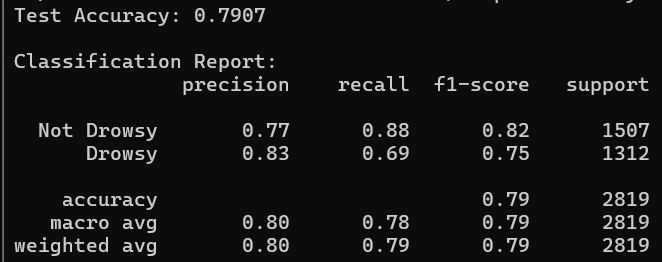 Test Accuracy: 0.7907
Classification Report:
precision recall f1-score support
Not Drowsy 0.77 0.88 0.82 1507
Drowsy 0.83 0.69 0.75 1312
accuracy 0.79 2819
macro avg 0.80 0.78 0.79 2819
weighted avg 0.80 0.79 0.79 2819